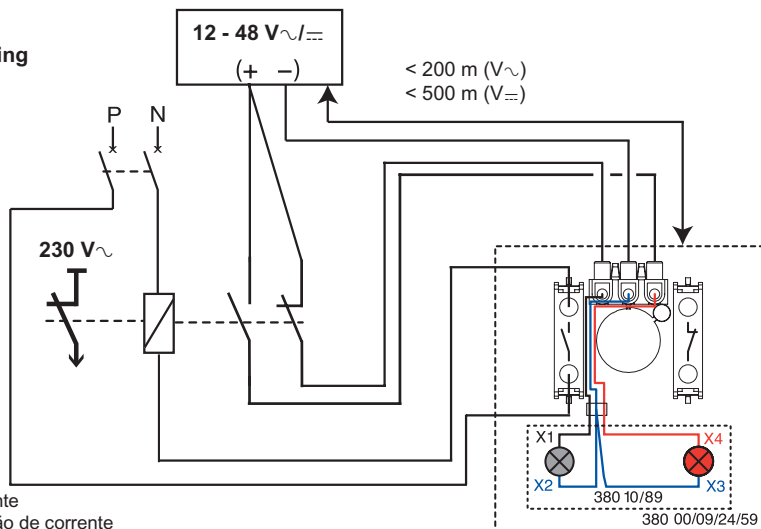 ing
12 - 48 V∿/⎓
(+ −)
< 200 m (V∿)
< 500 m (V⎓)
P N
230 V∿
X1
X4
X2
X3
380 10/89
380 00/09/24/59
nte
ão de corrente